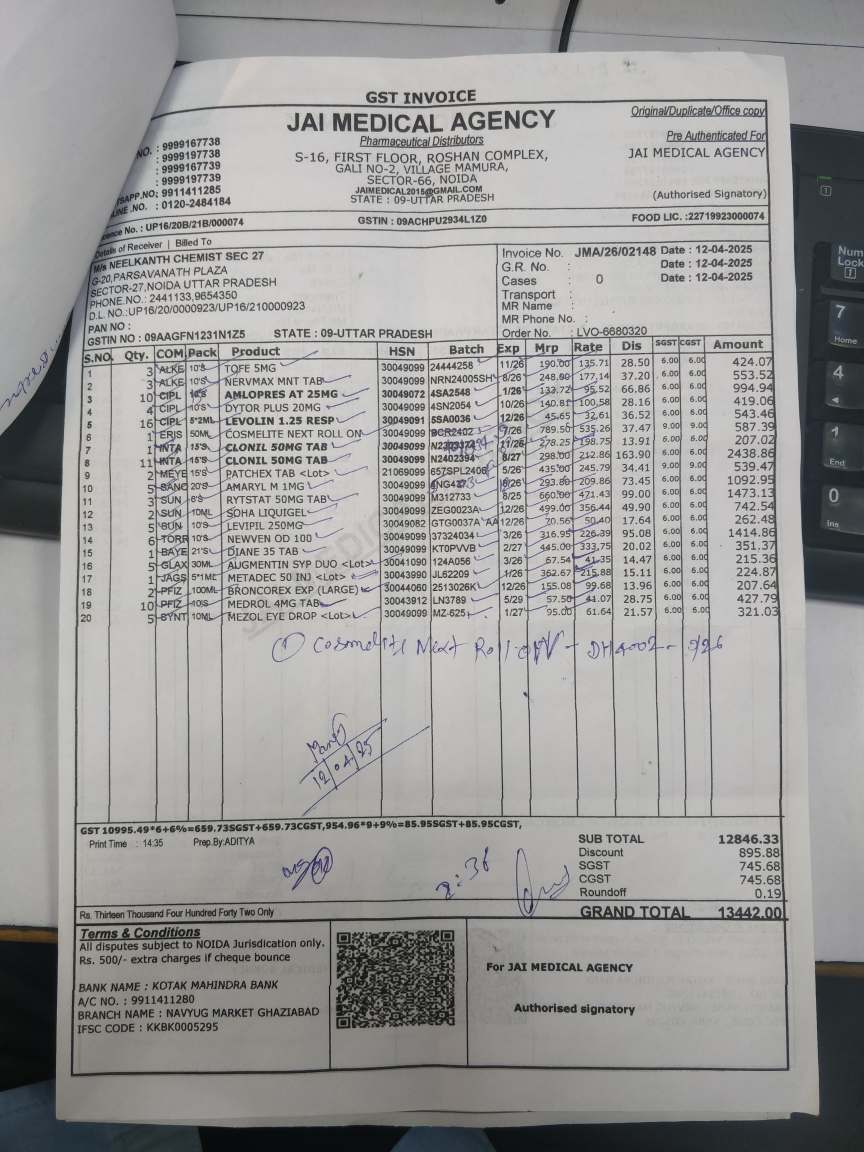 GST INVOICE
Original/Duplicate/Office copy
JAI MEDICAL AGENCY
Pharmaceutical Distributors
Pre Authenticated For
JAI MEDICAL AGENCY
S-16, FIRST FLOOR, ROSHAN COMPLEX,
GALI NO-2, VILLAGE MAMURA,
SECTOR-66, NOIDA
JAIMEDICAL2015@GMAIL.COM
STATE : 09-UTTAR PRADESH
(Authorised Signatory)
NO. : 9999167738
: 9999197738
: 9999167739
: 9999197739
TSAPP.NO: 9911411285
INE .NO. : 0120-2484184
ence No. : UP16/20B/21B/000074 GSTIN : 09ACHPU2934L1Z0 FOOD LIC. :22719923000074
Details of Receiver | Billed To
M/s NEELKANTH CHEMIST SEC 27
G-20,PARSAVANATH PLAZA
SECTOR-27,NOIDA UTTAR PRADESH
PHONE.NO.: 2441133,9654350
D.L.NO.:UP16/20/0000923/UP16/210000923
PAN NO :
GSTIN NO : 09AAGFN1231N1Z5 STATE : 09-UTTAR PRADESH
Invoice No. JMA/26/02148 Date : 12-04-2025
G.R. No. : Date : 12-04-2025
Cases : 0 Date : 12-04-2025
Transport :
MR Name :
MR Phone No. :
Order No. : LVO-6680320
S.NO. Qty. COM Pack Product HSN Batch Exp Mrp Rate Dis SGST CGST Amount
1 3 ALKE 10'S TOFE 5MG 30049099 24444258 11/26 190.00 135.71 28.50 6.00 6.00 424.07
2 3 ALKE 10'S NERVMAX MNT TAB 30049099 NRN24005SH 8/26 248.00 177.14 37.20 6.00 6.00 553.52
3 10 CIPL AMLOPRES AT 25MG 30049072 4SA2548 1/26 133.72 95.52 66.86 6.00 6.00 994.94
4 4 CIPL 10'S DYTOR PLUS 20MG 30049099 4SN2054 10/26 140.81 100.58 28.16 6.00 6.00 419.06
5 16 CIPL 5*2ML LEVOLIN 1.25 RESP 30049091 5SA0036 12/26 45.65 32.61 36.52 6.00 6.00 543.46
6 1 ERIS 50ML COSMELITE NEXT ROLL ON 30049099 789.50 535.26 37.47 9.00 9.00 587.39
7 1 INTA 15'S CLONIL 50MG TAB 30049099 11/26 278.25 198.75 13.91 6.00 6.00 207.02
8 11 INTA 15'S CLONIL 50MG TAB 30049099 N2402394 8/27 298.00 212.86 163.90 6.00 6.00 2438.86
9 2 MEYE 15'S PATCHEX TAB <Lot> 21069099 657SPL2406 5/26 435.00 245.79 34.41 9.00 9.00 539.47
10 5 SANO 20'S AMARYL M 1MG 30049099 293.80 209.86 73.45 6.00 6.00 1092.95
11 3 SUN 6'S RYTSTAT 50MG TAB 30049099 M312733 8/25 660.00 471.43 99.00 6.00 6.00 1473.13
12 2 SUN 10'S SOHA LIQUIGEL 30049099 ZEG0023A 12/26 499.00 356.44 49.90 6.00 6.00 742.54
13 5 SUN 10'S LEVIPIL 250MG 30049082 GTG0037A AA 12/26 70.56 50.40 17.64 6.00 6.00 262.48
14 6 TORR 10'S NEWVEN OD 100 30049099 37324034 3/26 316.95 226.39 95.08 6.00 6.00 1414.86
15 1 BAYE 21'S DIANE 35 TAB 30049099 KT0PVVB 2/27 445.00 333.75 20.02 6.00 6.00 351.37
16 5 GLAX 30ML AUGMENTIN SYP DUO <Lot> 30041090 124A056 3/26 67.54 41.35 14.47 6.00 6.00 215.36
17 1 JAGS 5*1ML METADEC 50 INJ <Lot> 30043990 JL62209 1/26 362.67 215.88 15.11 6.00 6.00 224.87
18 2 PFIZ 100ML BRONCOREX EXP (LARGE) 30044060 2513026K 12/26 155.08 99.68 13.96 6.00 6.00 207.64
19 10 PFIZ 10'S MEDROL 4MG TAB 30043912 LN3789 5/29 57.50 41.07 28.75 6.00 6.00 427.79
20 5 SYNT 10ML MEZOL EYE DROP <Lot> 30049099 MZ-625 1/27 95.00 61.64 21.57 6.00 6.00 321.03
① Cosmelite Next Roll-on - DH4002 - 9/26
12/04/25
GST 10995.49*6+6%=659.73SGST+659.73CGST,954.96*9+9%=85.95SGST+85.95CGST,
Print Time : 14:35 Prep.By:ADITYA
SUB TOTAL 12846.33
Discount 895.88
SGST 745.68
CGST 745.68
Roundoff 0.19
Rs. Thirteen Thousand Four Hundred Forty Two Only
GRAND TOTAL 13442.00
Terms & Conditions
All disputes subject to NOIDA Jurisdication only.
Rs. 500/- extra charges if cheque bounce
BANK NAME : KOTAK MAHINDRA BANK
A/C NO. : 9911411280
BRANCH NAME : NAVYUG MARKET GHAZIABAD
IFSC CODE : KKBK0005295
For JAI MEDICAL AGENCY
Authorised signatory
Num
Lock
7
Home
4
1
End
0
Ins